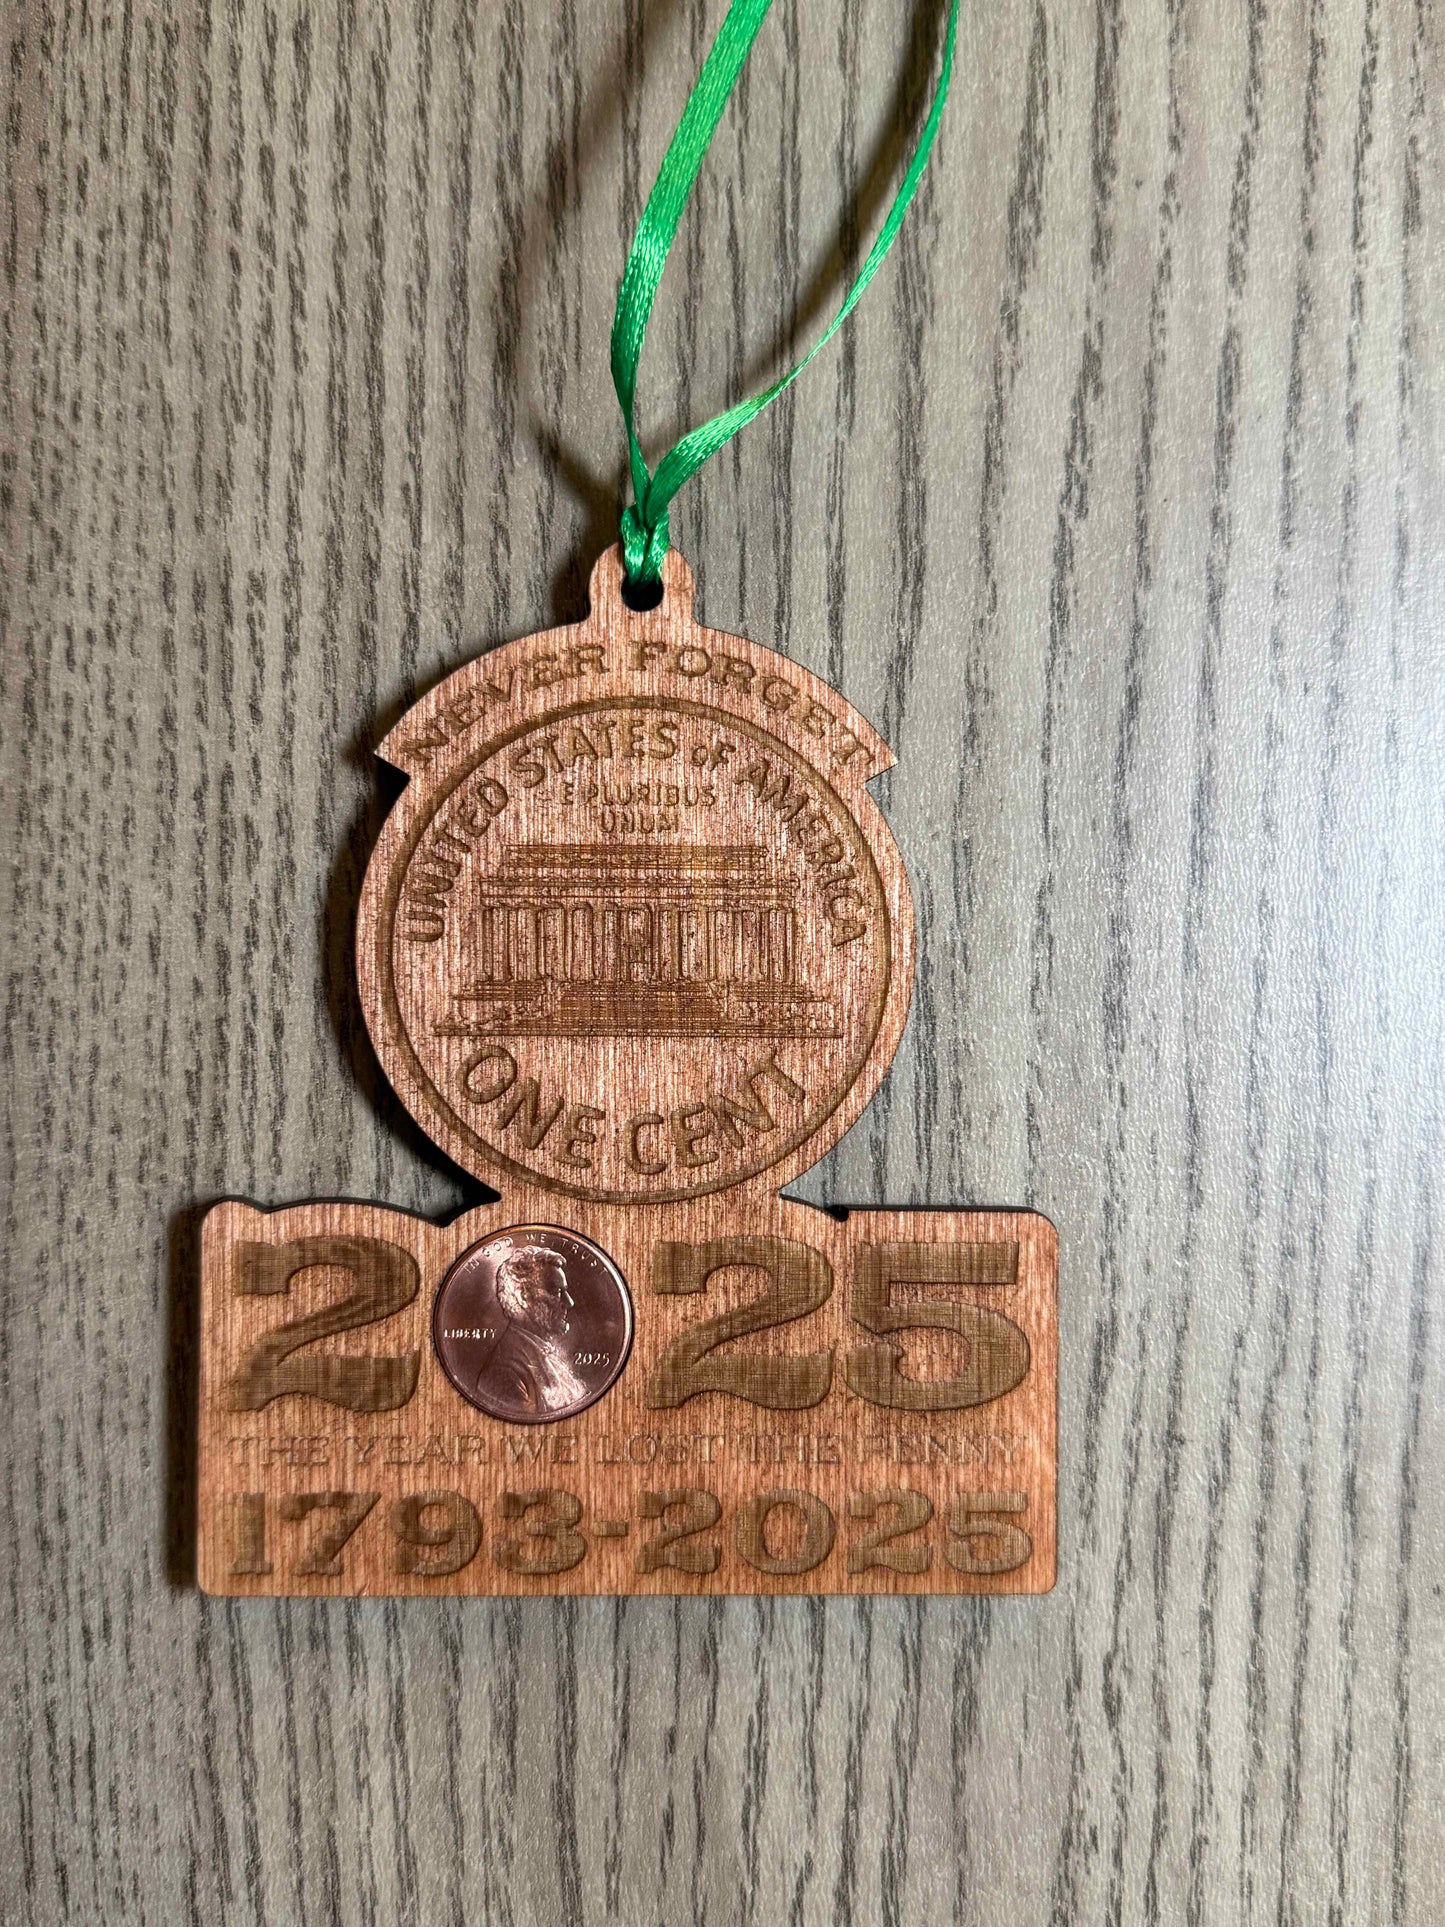 NEVER FORGET
UNITED STATES of AMERICA
E PLURIBUS
UNUM
ONE CENT
2 25
IN GOD WE TRUST
LIBERTY
2025
THE YEAR WE LOST THE PENNY
1793-2025